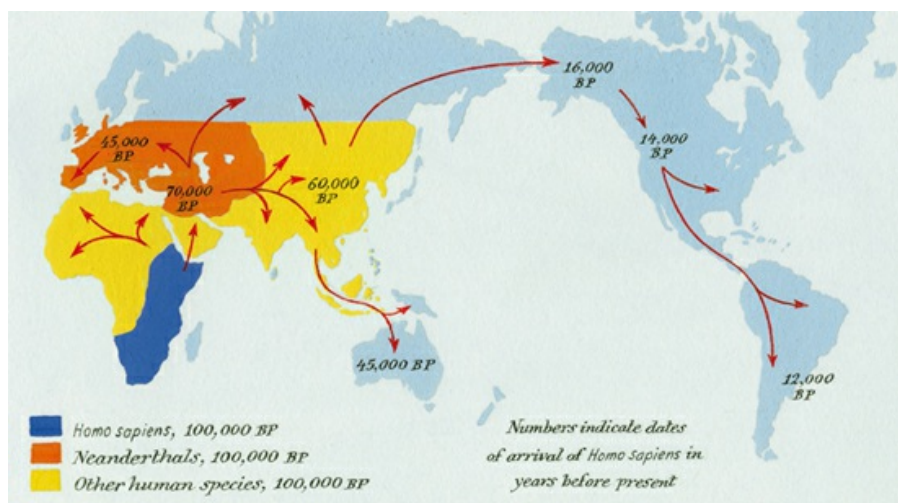 16,000
BP
45,000
BP
14,000
BP
70,000
BP
60,000
BP
45,000 BP
12,000
BP
Homo sapiens, 100,000 BP
Neanderthals, 100,000 BP
Other human species, 100,000 BP
Numbers indicate dates
of arrival of Homo sapiens in
years before present